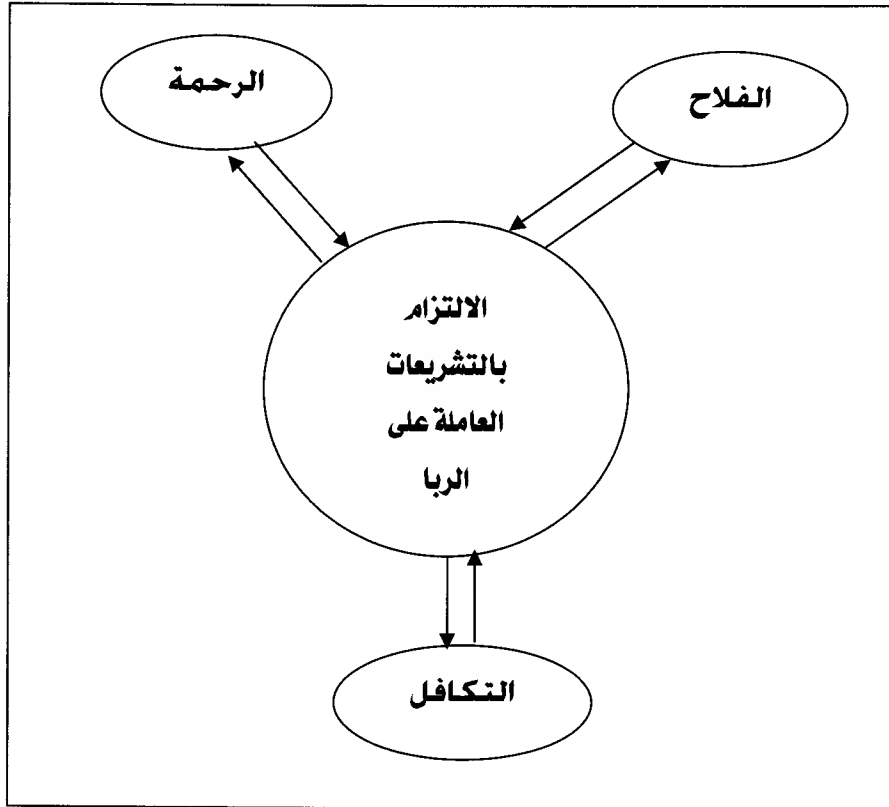 الفلاح
الرحمة
الالتزام
بالتشريعات
العاملة على
الربا
التكافل